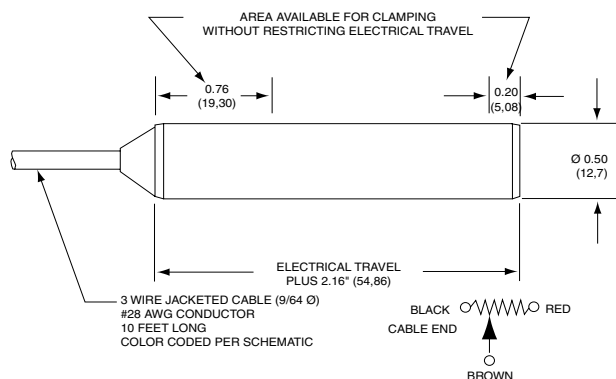 AREA AVAILABLE FOR CLAMPING
WITHOUT RESTRICTING ELECTRICAL TRAVEL
0.76
(19,30)
0.20
(5,08)
Ø 0.50
(12,7)
ELECTRICAL TRAVEL
PLUS 2.16" (54,86)
3 WIRE JACKETED CABLE (9/64 Ø)
#28 AWG CONDUCTOR
10 FEET LONG
COLOR CODED PER SCHEMATIC
BLACK
RED
CABLE END
BROWN